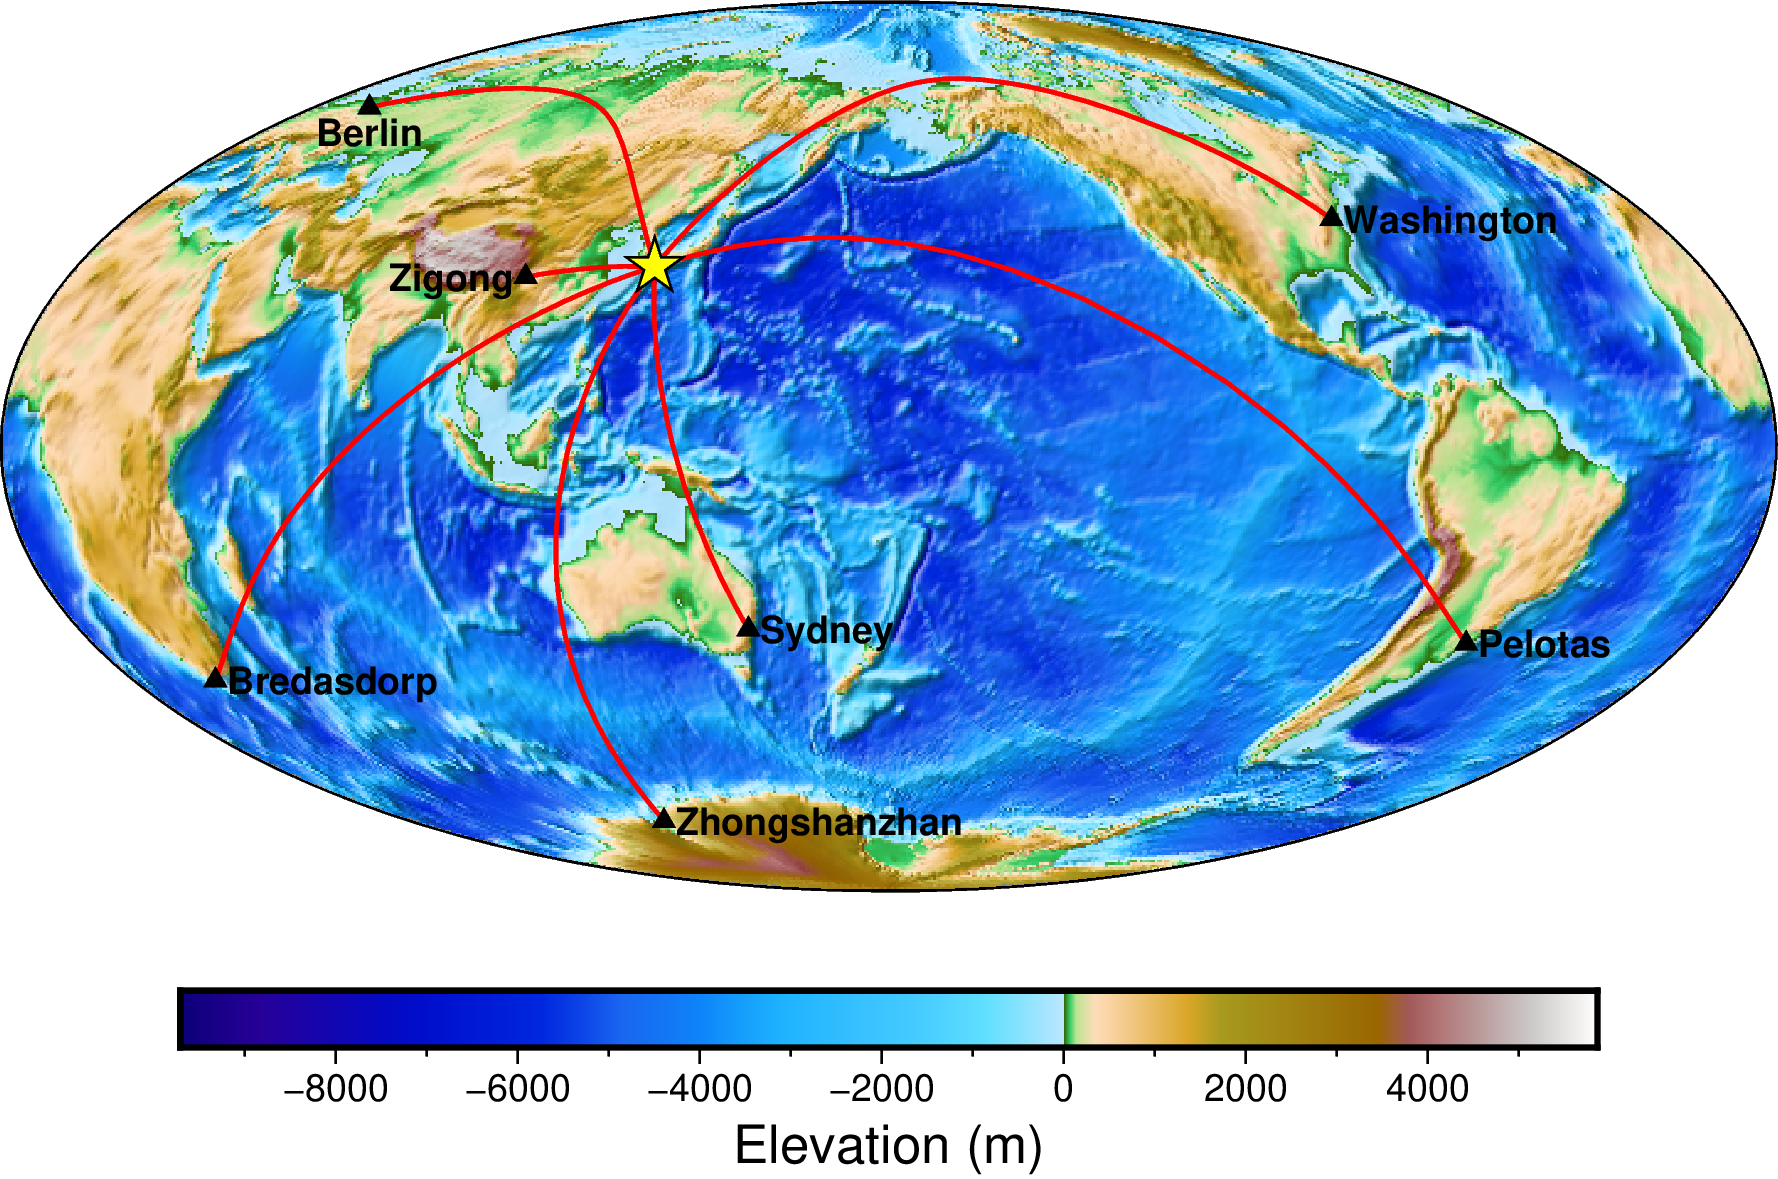 Berlin
Washington
Zigong
Sydney
Pelotas
Bredasdorp
Zhongshanzhan
−8000 −6000 −4000 −2000 0 2000 4000
Elevation (m)